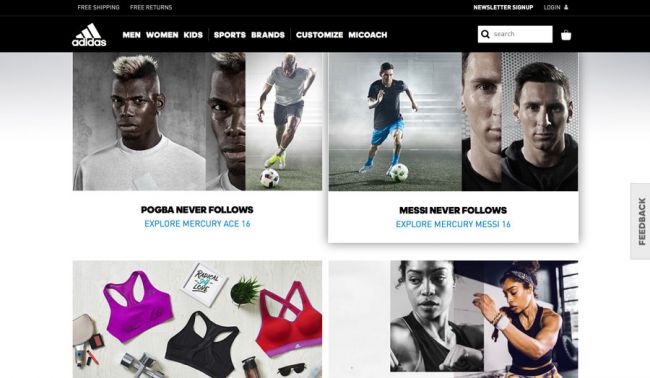 FREE SHIPPING FREE RETURNS NEWSLETTER SIGNUP LOGIN
adidas MEN WOMEN KIDS SPORTS BRANDS CUSTOMIZE MICOACH search
POGBA NEVER FOLLOWS
EXPLORE MERCURY ACE 16
MESSI NEVER FOLLOWS
EXPLORE MERCURY MESSI 16
FEEDBACK
RADICAL
LOVE